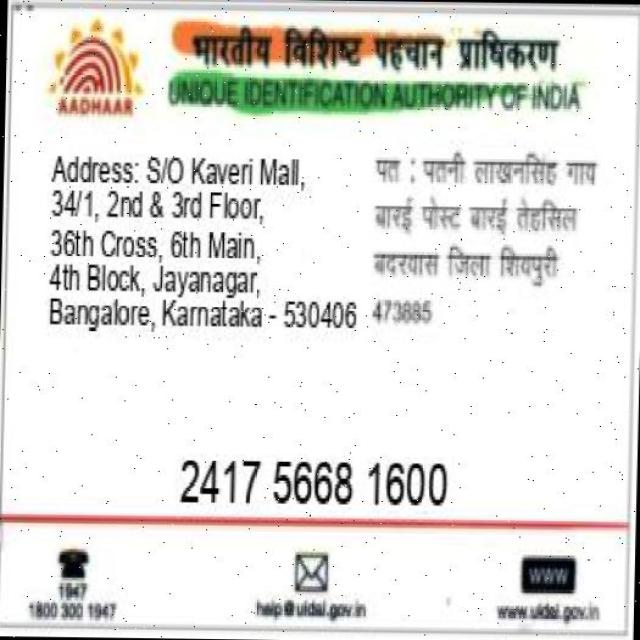 भारतीय विशिष्ट पहचान प्राधिकरण
AADHAAR
UNIQUE IDENTIFICATION AUTHORITY OF INDIA
Address: S/O Kaveri Mall,
34/1, 2nd & 3rd Floor,
36th Cross, 6th Main,
4th Block, Jayanagar,
Bangalore, Karnataka - 530406
पत : पतनी लाखनसिंह गाय
बारई पोस्ट बारई तेहसिल
बदरवास जिला शिवपुरी
473885
2417 5668 1600
1947
1800 300 1947
help@uidai.gov.in
WWW
www.uidai.gov.in